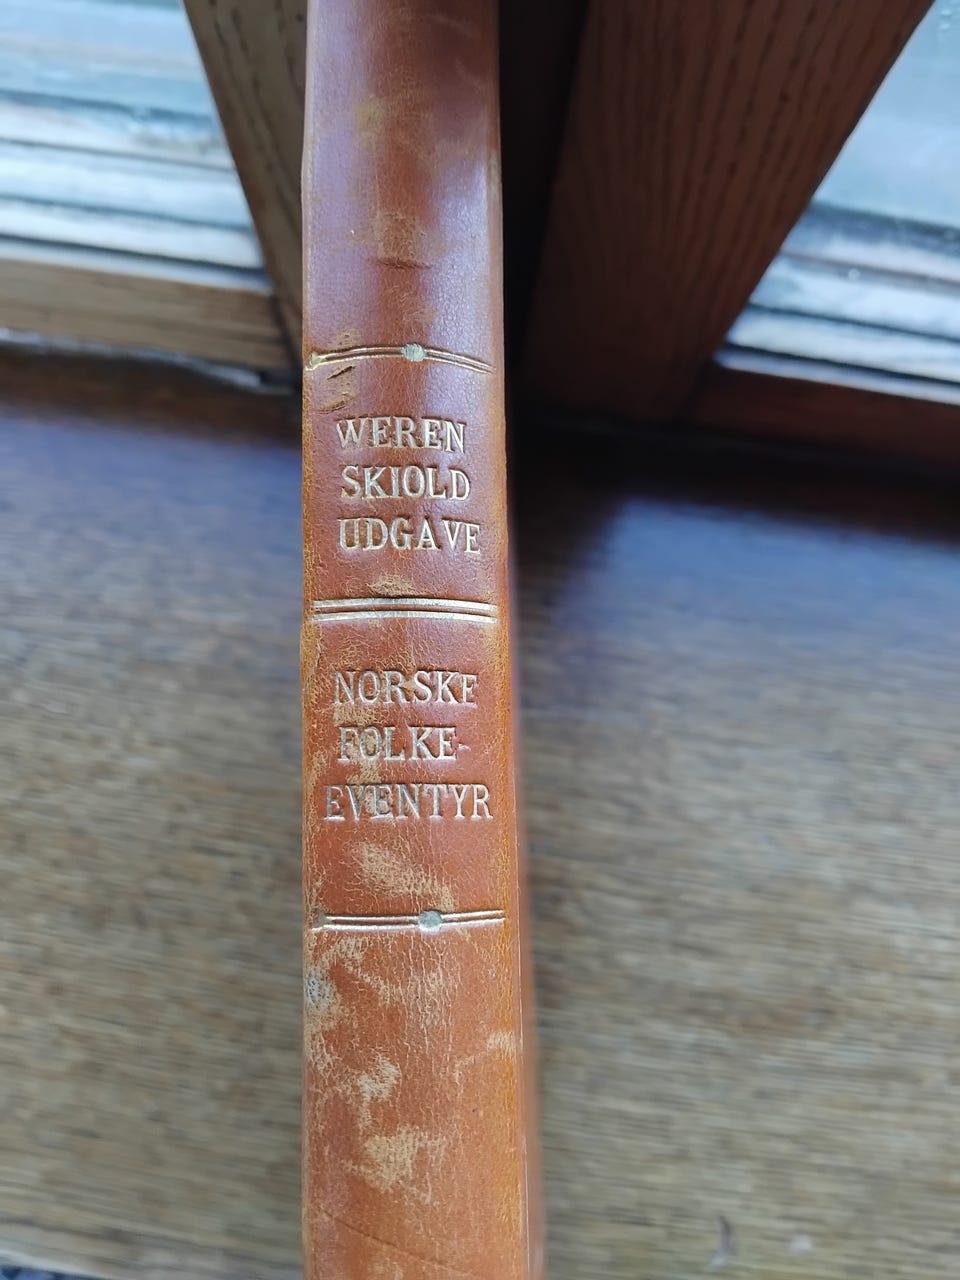 WEREN
SKIOLD
UDGAVE
NORSKE
FOLKE-
EVENTYR